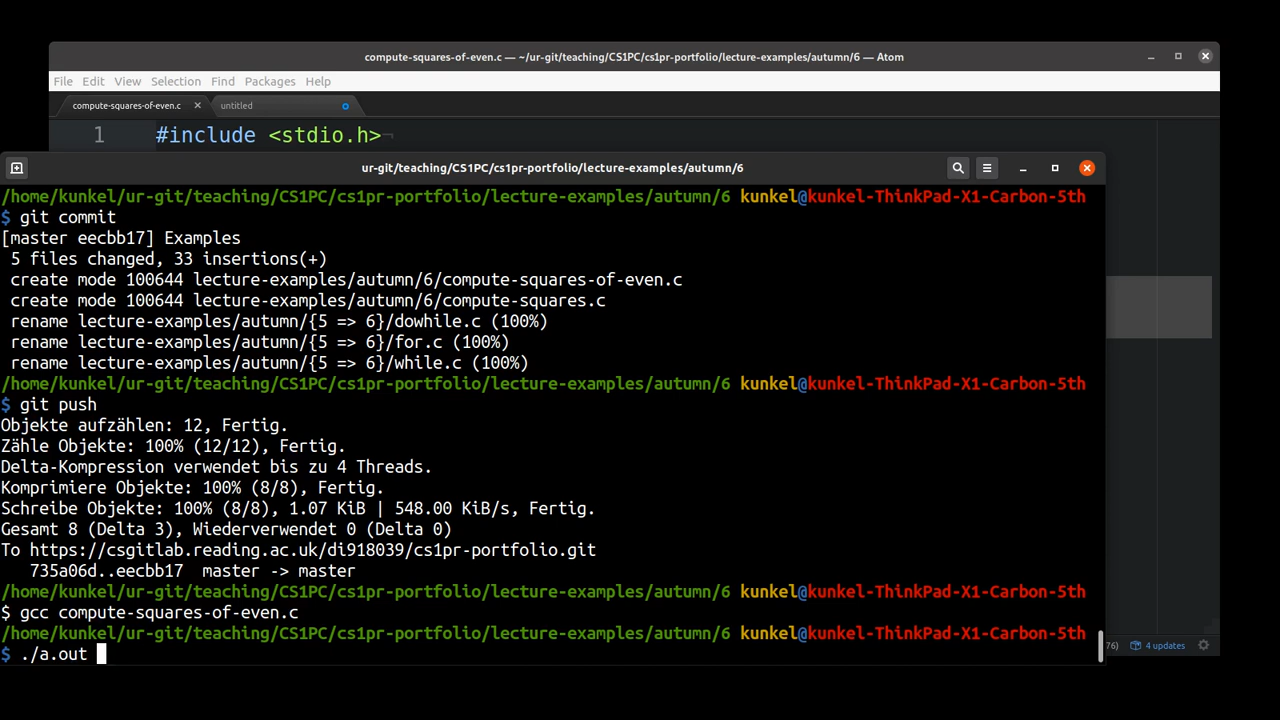 compute-squares-of-even.c — ~/ur-git/teaching/CS1PC/cs1pr-portfolio/lecture-examples/autumn/6 — Atom
File Edit View Selection Find Packages Help
compute-squares-of-even.c untitled
1 #include <stdio.h>¬
ur-git/teaching/CS1PC/cs1pr-portfolio/lecture-examples/autumn/6
/home/kunkel/ur-git/teaching/CS1PC/cs1pr-portfolio/lecture-examples/autumn/6 kunkel@kunkel-ThinkPad-X1-Carbon-5th
$ git commit
[master eecbb17] Examples
5 files changed, 33 insertions(+)
create mode 100644 lecture-examples/autumn/6/compute-squares-of-even.c
create mode 100644 lecture-examples/autumn/6/compute-squares.c
rename lecture-examples/autumn/{5 => 6}/dowhile.c (100%)
rename lecture-examples/autumn/{5 => 6}/for.c (100%)
rename lecture-examples/autumn/{5 => 6}/while.c (100%)
/home/kunkel/ur-git/teaching/CS1PC/cs1pr-portfolio/lecture-examples/autumn/6 kunkel@kunkel-ThinkPad-X1-Carbon-5th
$ git push
Objekte aufzählen: 12, Fertig.
Zähle Objekte: 100% (12/12), Fertig.
Delta-Kompression verwendet bis zu 4 Threads.
Komprimiere Objekte: 100% (8/8), Fertig.
Schreibe Objekte: 100% (8/8), 1.07 KiB | 548.00 KiB/s, Fertig.
Gesamt 8 (Delta 3), Wiederverwendet 0 (Delta 0)
To https://csgitlab.reading.ac.uk/di918039/cs1pr-portfolio.git
735a06d..eecbb17 master -> master
/home/kunkel/ur-git/teaching/CS1PC/cs1pr-portfolio/lecture-examples/autumn/6 kunkel@kunkel-ThinkPad-X1-Carbon-5th
$ gcc compute-squares-of-even.c
/home/kunkel/ur-git/teaching/CS1PC/cs1pr-portfolio/lecture-examples/autumn/6 kunkel@kunkel-ThinkPad-X1-Carbon-5th
76) 4 updates
$ ./a.out